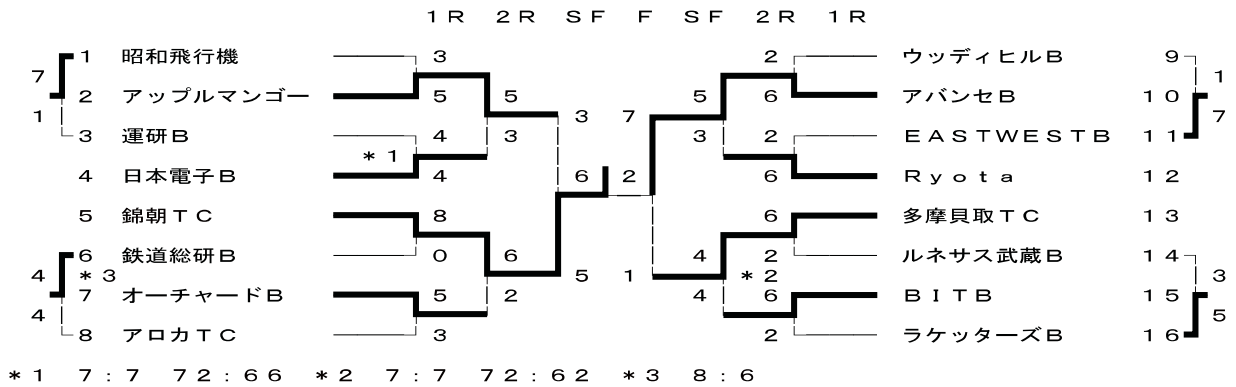 1R 2R SF F SF 2R 1R
1 昭和飛行機 3 2 ウッディヒルB 9
7 1
2 アップルマンゴー 5 5 3 7 5 6 アバンセB 10
1 7
3 運研B 4 3 3 2 EASTWESTB 11
*1
4 日本電子B 4 6 2 6 Ryota 12
5 錦朝TC 8 6 多摩貝取TC 13
6 鉄道総研B 0 6 4 2 ルネサス武蔵B 14
4 *3 5 1 *2 3
7 オーチャードB 5 2 4 6 BITB 15
4 5
8 アロカTC 3 2 ラケッターズB 16
*1 7:7 72:66 *2 7:7 72:62 *3 8:6